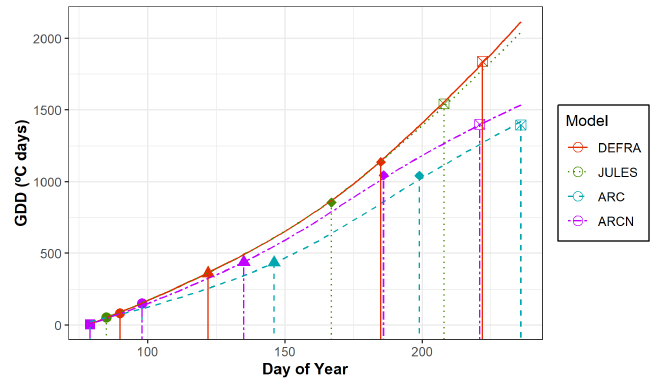 2000
1500
1000
500
0
GDD (ºC days)
100
150
200
Day of Year
Model
DEFRA
JULES
ARC
ARCN